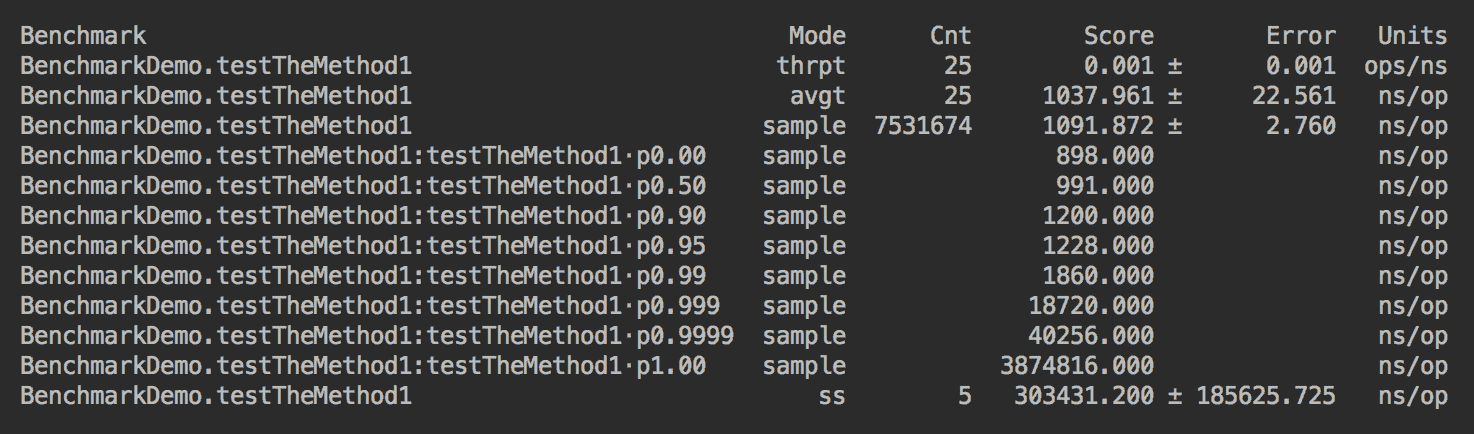 Benchmark Mode Cnt Score Error Units
BenchmarkDemo.testTheMethod1 thrpt 25 0.001 ± 0.001 ops/ns
BenchmarkDemo.testTheMethod1 avgt 25 1037.961 ± 22.561 ns/op
BenchmarkDemo.testTheMethod1 sample 7531674 1091.872 ± 2.760 ns/op
BenchmarkDemo.testTheMethod1:testTheMethod1·p0.00 sample 898.000 ns/op
BenchmarkDemo.testTheMethod1:testTheMethod1·p0.50 sample 991.000 ns/op
BenchmarkDemo.testTheMethod1:testTheMethod1·p0.90 sample 1200.000 ns/op
BenchmarkDemo.testTheMethod1:testTheMethod1·p0.95 sample 1228.000 ns/op
BenchmarkDemo.testTheMethod1:testTheMethod1·p0.99 sample 1860.000 ns/op
BenchmarkDemo.testTheMethod1:testTheMethod1·p0.999 sample 18720.000 ns/op
BenchmarkDemo.testTheMethod1:testTheMethod1·p0.9999 sample 40256.000 ns/op
BenchmarkDemo.testTheMethod1:testTheMethod1·p1.00 sample 3874816.000 ns/op
BenchmarkDemo.testTheMethod1 ss 5 303431.200 ± 185625.725 ns/op